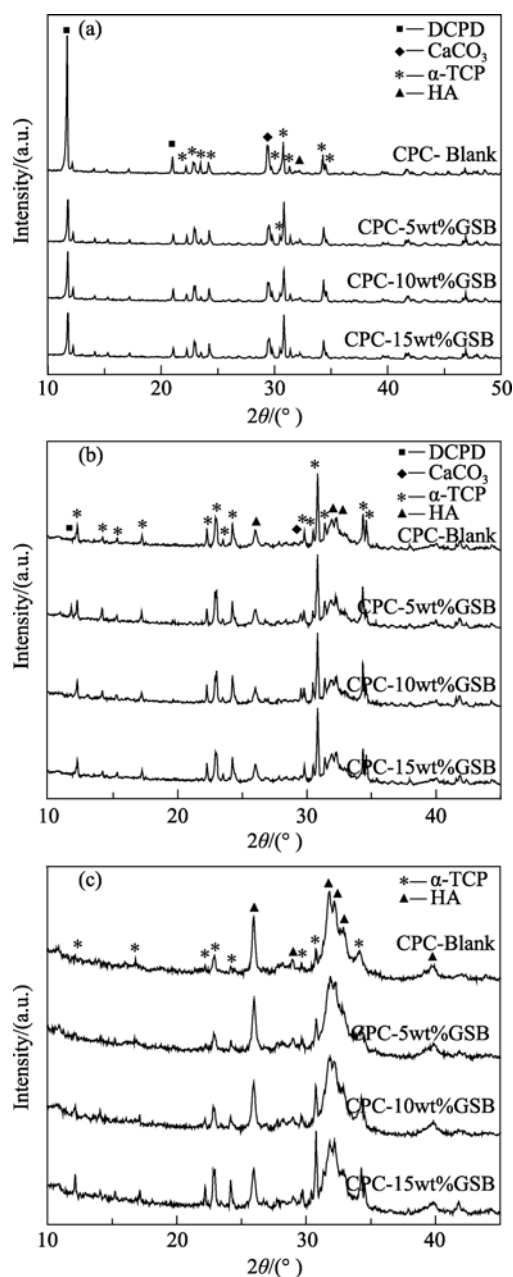 (a)
■ — DCPD
◆ — CaCO₃
* — α-TCP
▲ — HA
CPC- Blank
CPC-5wt%GSB
CPC-10wt%GSB
CPC-15wt%GSB
Intensity/(a.u.)
10 20 30 40 50
2θ/(° )
(b)
■ — DCPD
◆ — CaCO₃
* — α-TCP
▲ — HA
CPC-Blank
CPC-5wt%GSB
CPC-10wt%GSB
CPC-15wt%GSB
Intensity/(a.u.)
10 20 30 40
2θ/(° )
(c)
*— α-TCP
▲— HA
CPC-Blank
CPC-5wt%GSB
CPC-10wt%GSB
CPC-15wt%GSB
Intensity/(a.u.)
10 20 30 40
2θ/(° )